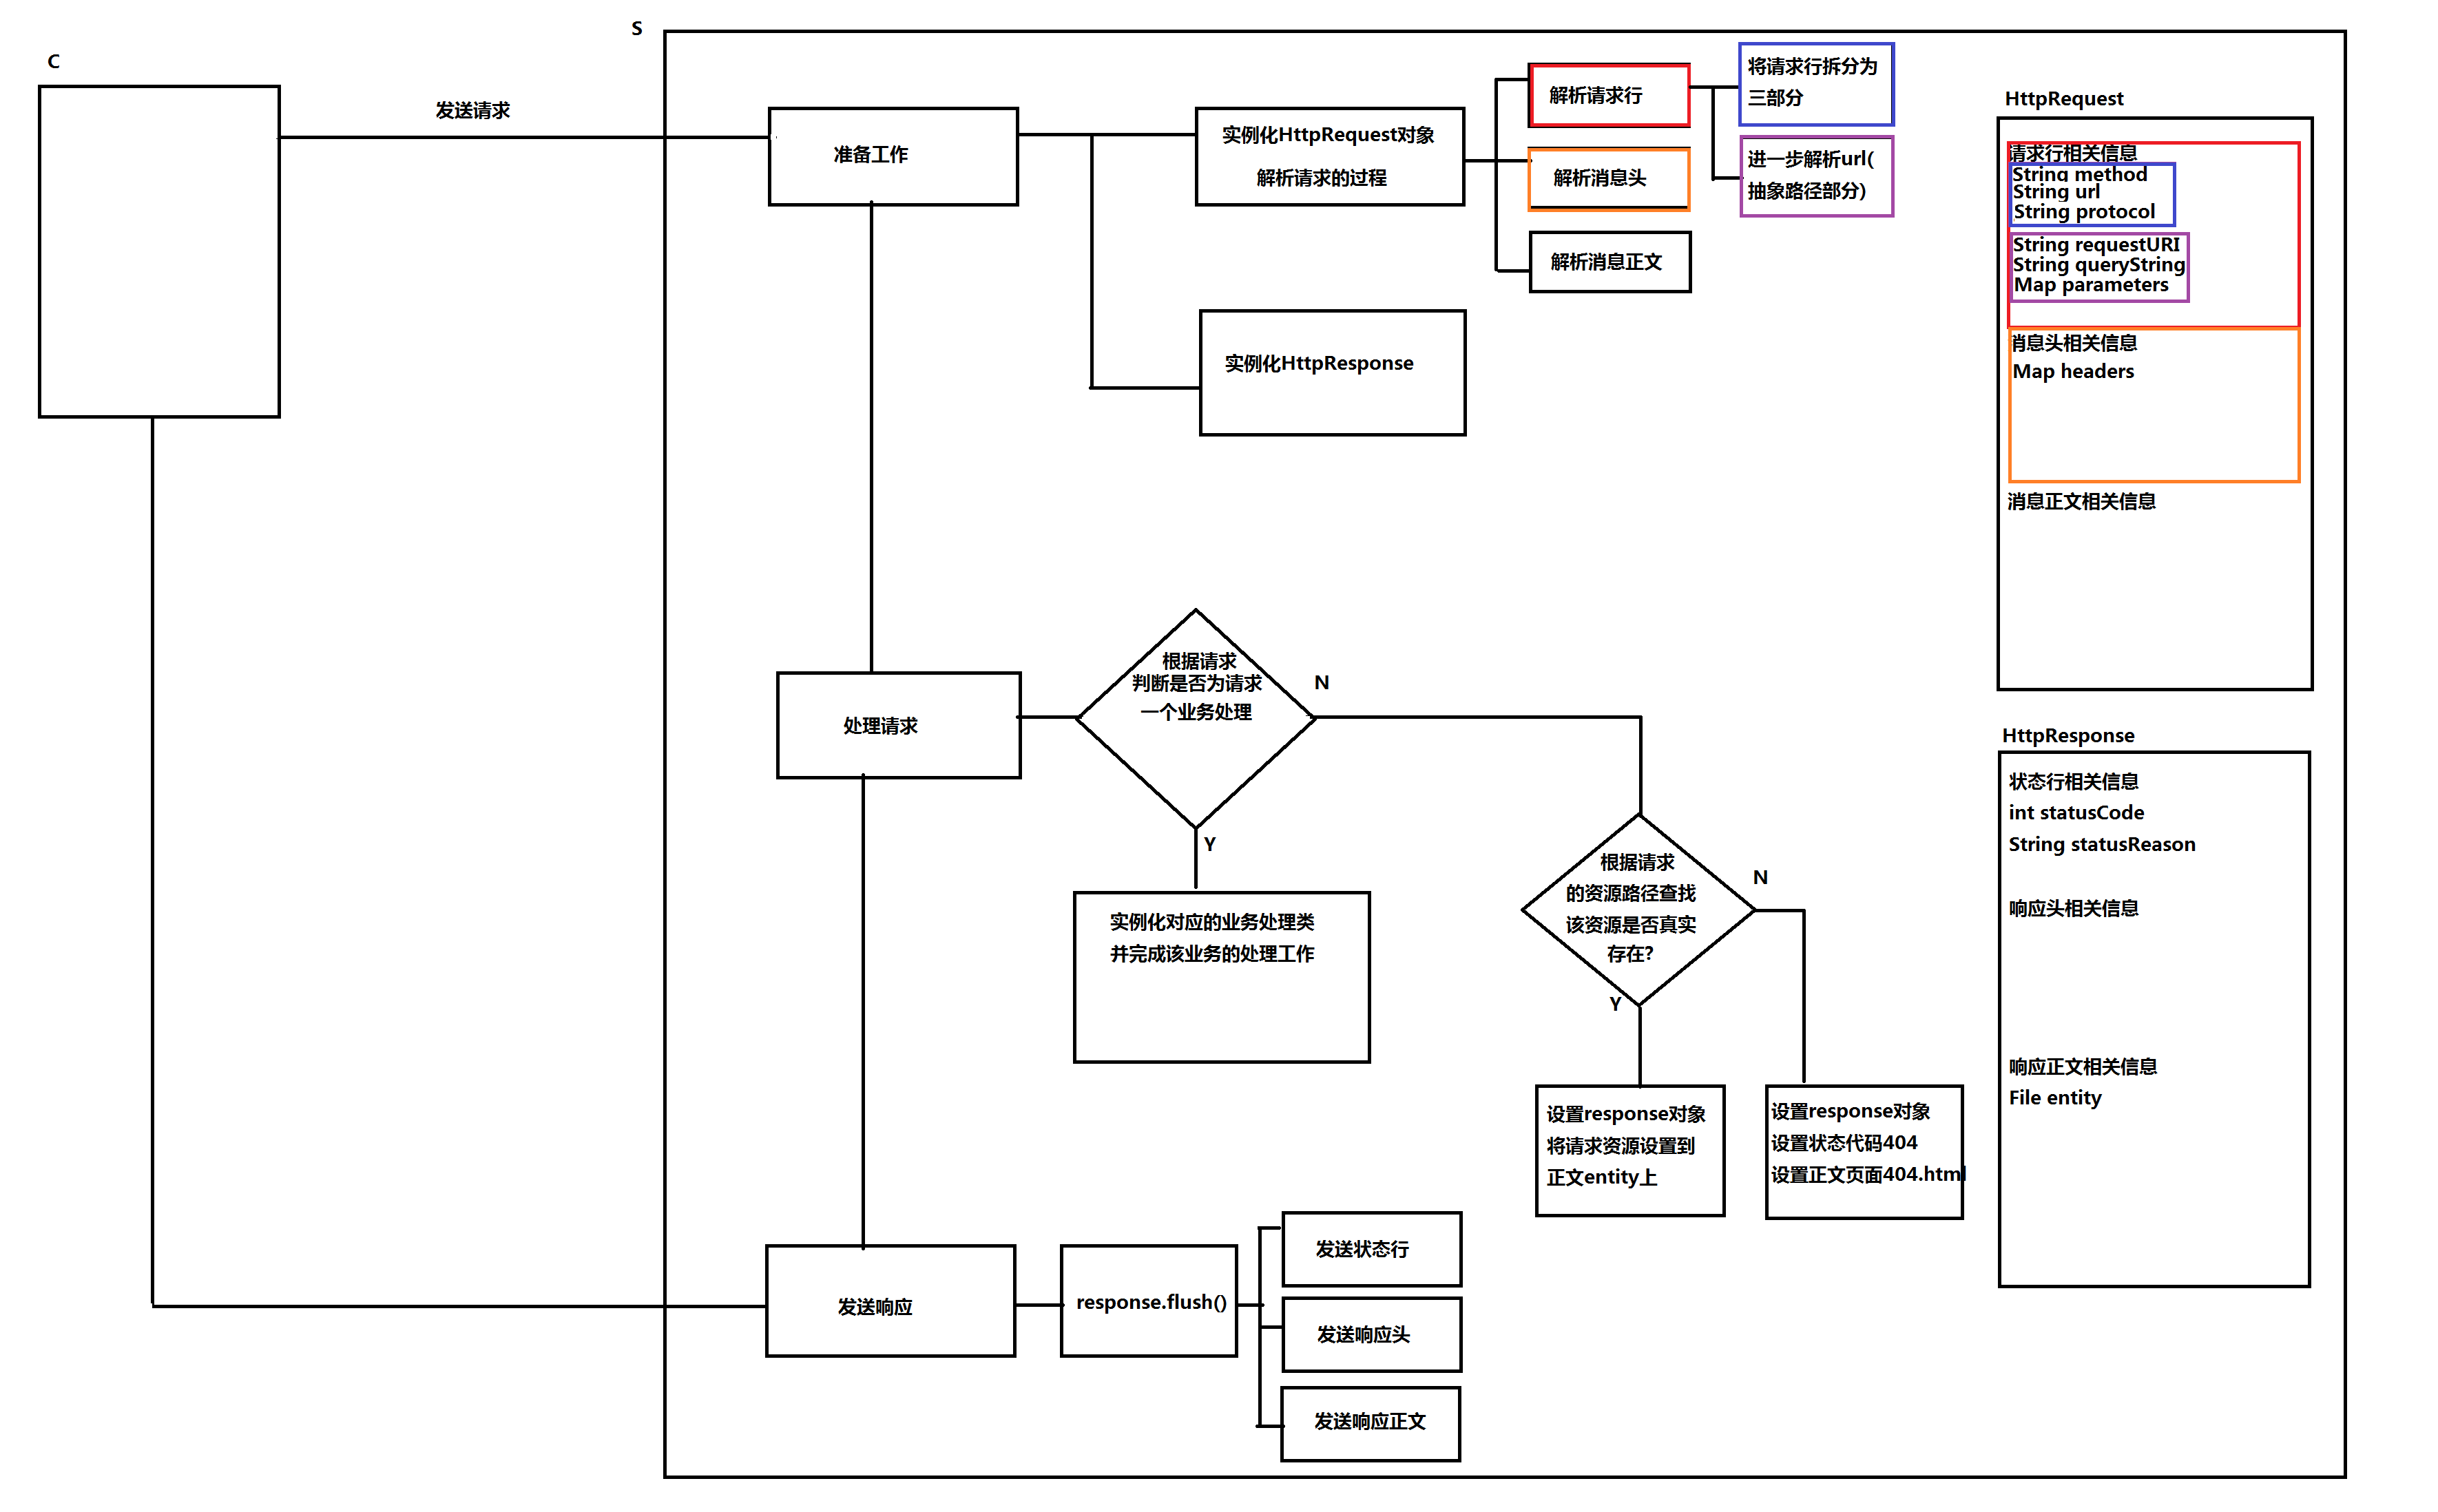 C
S
发送请求
准备工作
实例化HttpRequest对象
解析请求的过程
解析请求行
解析消息头
解析消息正文
将请求行拆分为
三部分
进一步解析url(
抽象路径部分)
实例化HttpResponse
HttpRequest
请求行相关信息
String method
String url
String protocol
String requestURI
String queryString
Map parameters
消息头相关信息
Map headers
消息正文相关信息
处理请求
根据请求
判断是否为请求
一个业务处理
N
Y
实例化对应的业务处理类
并完成该业务的处理工作
根据请求
的资源路径查找
该资源是否真实
存在?
N
Y
设置response对象
将请求资源设置到
正文entity上
设置response对象
设置状态代码404
设置正文页面404.html
HttpResponse
状态行相关信息
int statusCode
String statusReason
响应头相关信息
响应正文相关信息
File entity
发送响应
response.flush()
发送状态行
发送响应头
发送响应正文